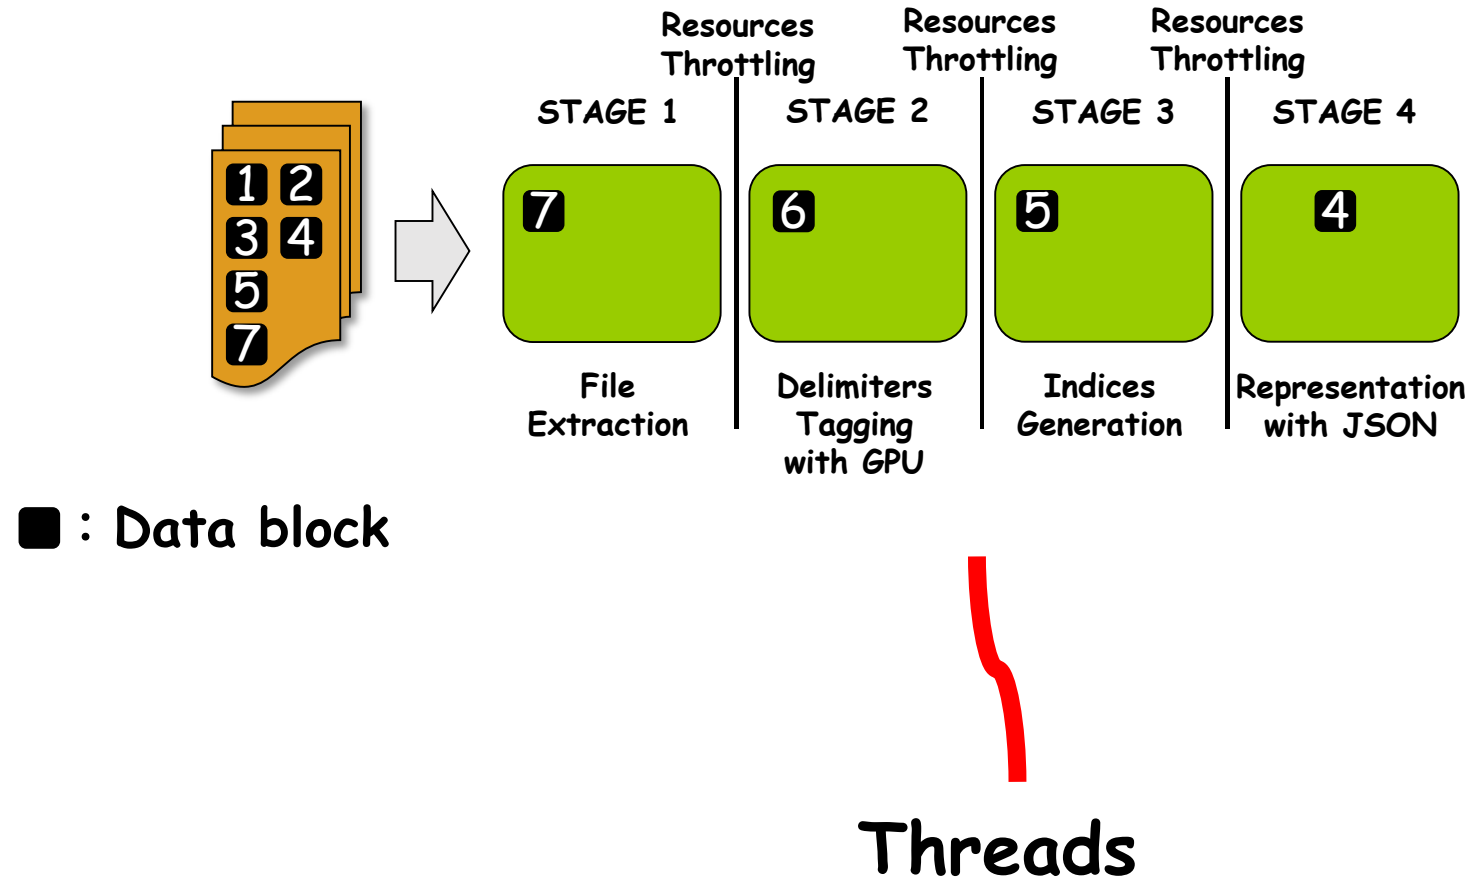 Resources
Throttling
Resources
Throttling
Resources
Throttling
STAGE 1
STAGE 2
STAGE 3
STAGE 4
1 2
3 4
5
7
7
6
5
4
File
Extraction
Delimiters
Tagging
with GPU
Indices
Generation
Representation
with JSON
: Data block
Threads